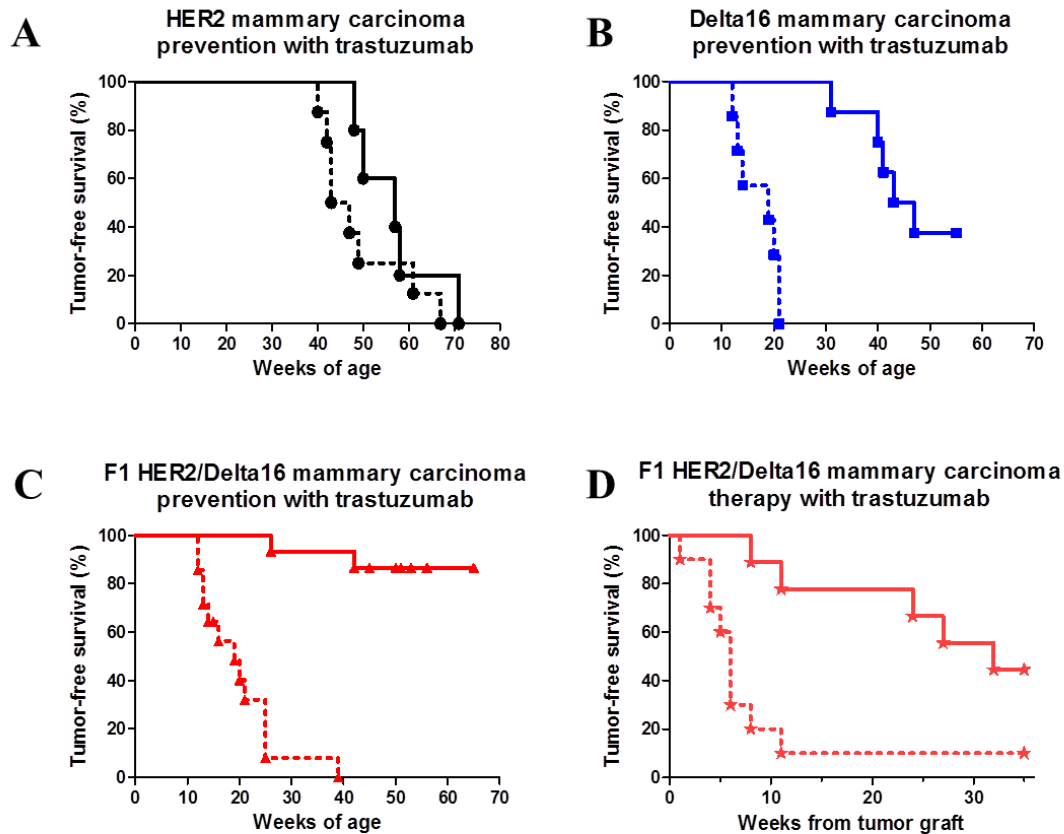 A
HER2 mammary carcinoma
prevention with trastuzumab
Tumor-free survival (%)
100
80
60
40
20
0
0 10 20 30 40 50 60 70 80
Weeks of age
B
Delta16 mammary carcinoma
prevention with trastuzumab
Tumor-free survival (%)
100
80
60
40
20
0
0 10 20 30 40 50 60 70
Weeks of age
C
F1 HER2/Delta16 mammary carcinoma
prevention with trastuzumab
Tumor-free survival (%)
100
80
60
40
20
0
0 10 20 30 40 50 60 70
Weeks of age
D
F1 HER2/Delta16 mammary carcinoma
therapy with trastuzumab
Tumor-free survival (%)
100
80
60
40
20
0
0 10 20 30
Weeks from tumor graft